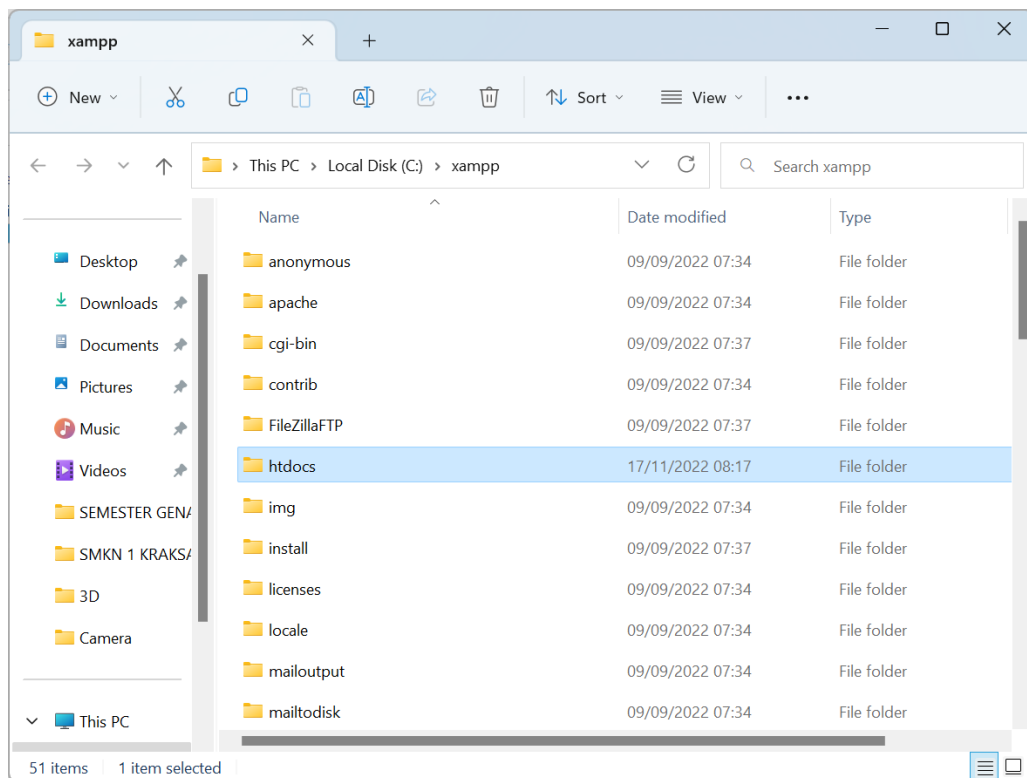 xampp
New
Sort
View
This PC
Local Disk (C:)
xampp
Search xampp
Name
Date modified
Type
Desktop
Downloads
Documents
Pictures
Music
Videos
SEMESTER GENA
SMKN 1 KRAKSA
3D
Camera
This PC
anonymous 09/09/2022 07:34 File folder
apache 09/09/2022 07:34 File folder
cgi-bin 09/09/2022 07:37 File folder
contrib 09/09/2022 07:34 File folder
FileZillaFTP 09/09/2022 07:37 File folder
htdocs 17/11/2022 08:17 File folder
img 09/09/2022 07:34 File folder
install 09/09/2022 07:37 File folder
licenses 09/09/2022 07:34 File folder
locale 09/09/2022 07:34 File folder
mailoutput 09/09/2022 07:34 File folder
mailtodisk 09/09/2022 07:34 File folder
51 items
1 item selected